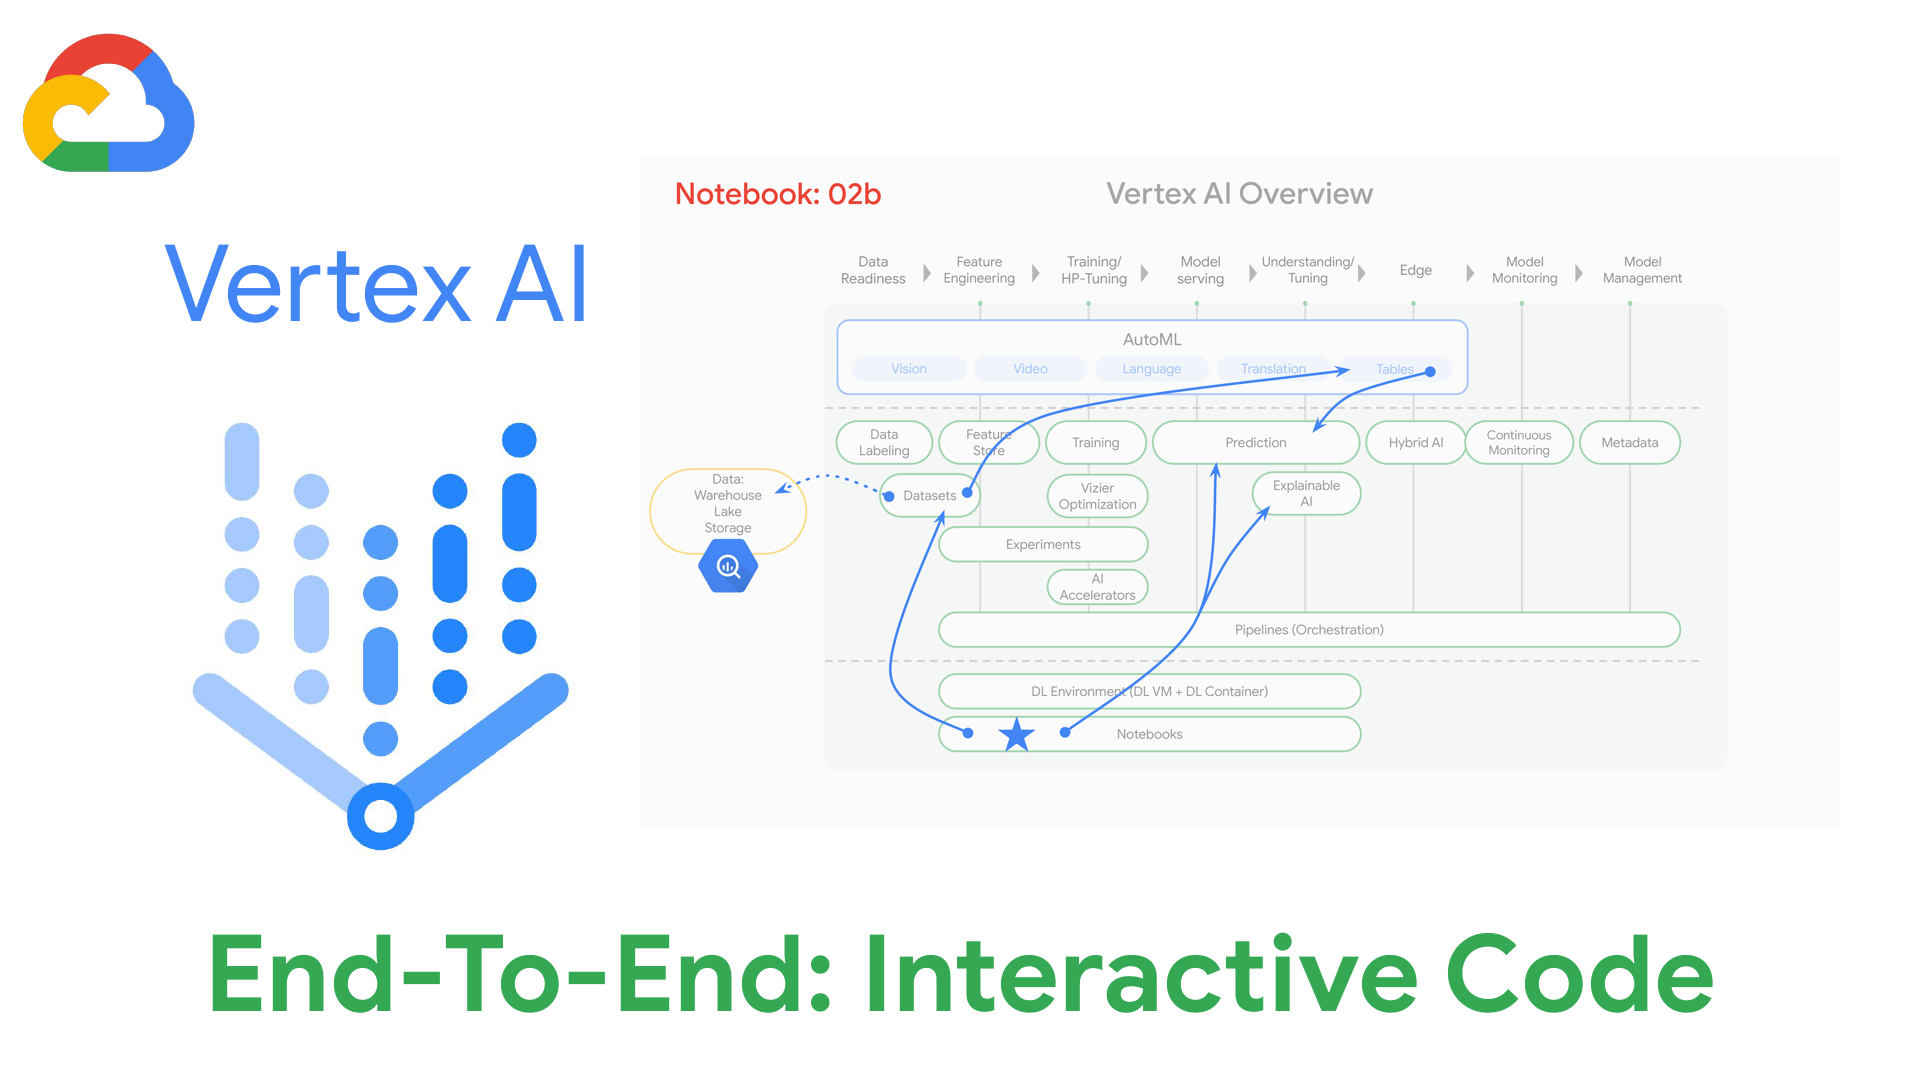 Notebook: 02b
Vertex AI Overview
Vertex AI
Data
Readiness
Feature
Engineering
Training/
HP-Tuning
Model
serving
Understanding/
Tuning
Edge
Model
Monitoring
Model
Management
AutoML
Vision
Video
Language
Translation
Tables
Data
Labeling
Feature
Store
Training
Prediction
Hybrid AI
Continuous
Monitoring
Metadata
Data:
Warehouse
Lake
Storage
Datasets
Vizier
Optimization
Explainable
AI
Experiments
AI
Accelerators
Pipelines (Orchestration)
DL Environment (DL VM + DL Container)
Notebooks
End-To-End: Interactive Code